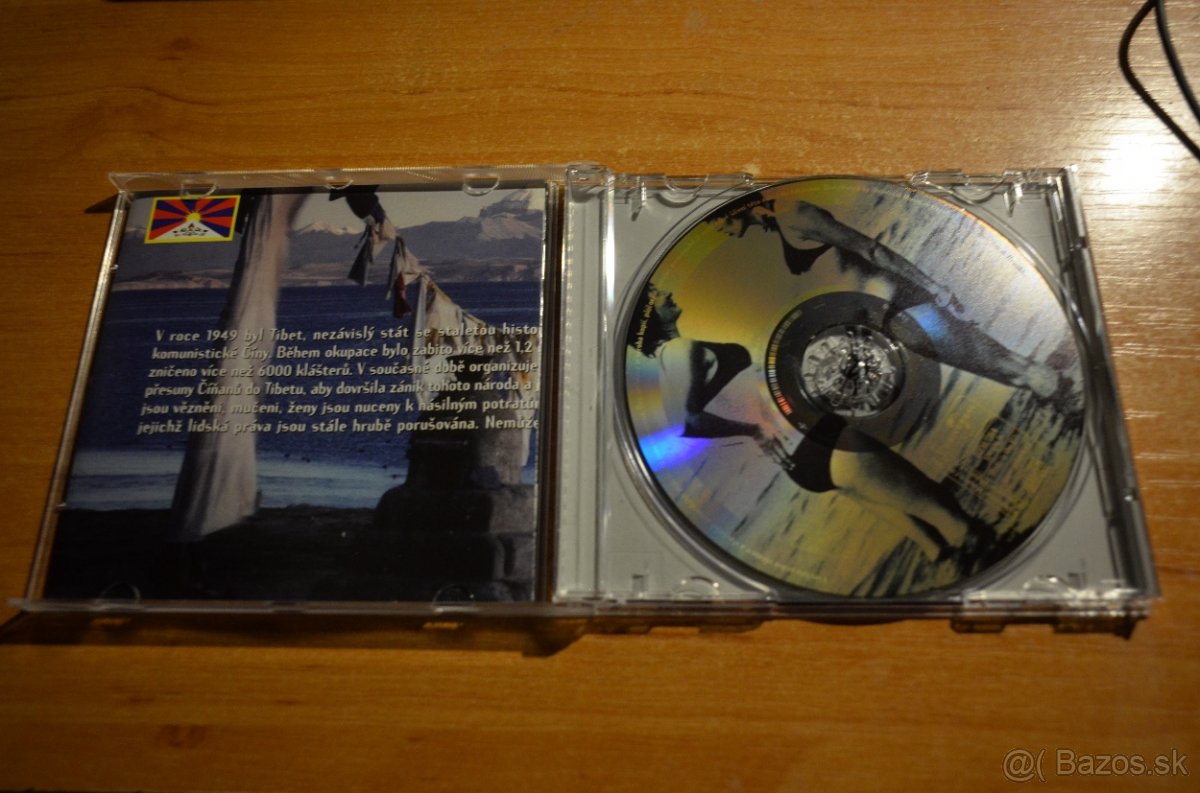 V roce 1949 byl Tibet, nezávislý stát se staletou histo
komunistické Číny. Během okupace bylo zabito více než 1,2
zničeno více než 6000 klášterů. V současné době organizuje
přesuny Číňanů do Tibetu, aby dovršila zánik tohoto národa a
jsou vězněni, mučeni, ženy jsou nuceny k násilným potratům
jejichž lidská práva jsou stále hrubě porušována. Nemůže
@( Bazos.sk